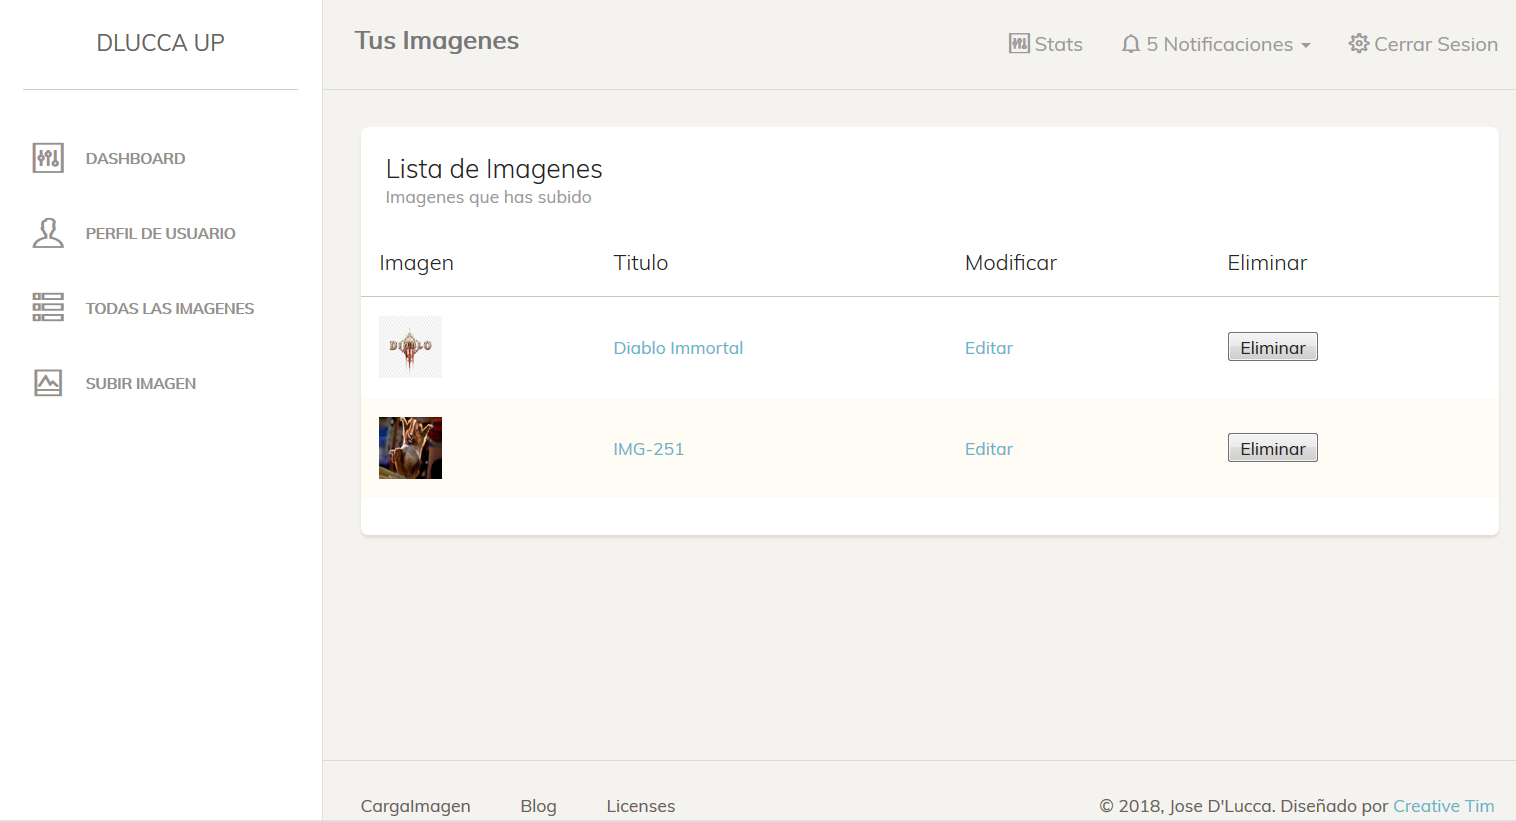 DLUCCA UP
DASHBOARD
PERFIL DE USUARIO
TODAS LAS IMAGENES
SUBIR IMAGEN
Tus Imagenes
Stats
5 Notificaciones
Cerrar Sesion
Lista de Imagenes
Imagenes que has subido
Imagen Titulo Modificar Eliminar
DIABLO Diablo Immortal Editar Eliminar
IMG-251 Editar Eliminar
CargaImagen Blog Licenses
© 2018, Jose D'Lucca. Diseñado por Creative Tim